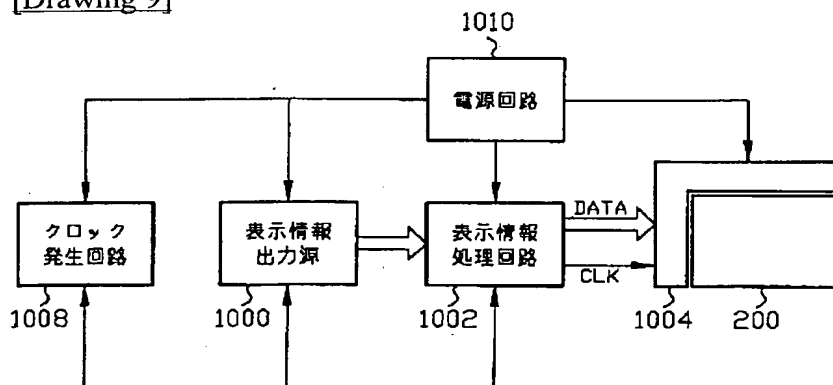 [Drawing 9]
1010
電源回路
クロック
発生回路
1008
表示情報
出力源
1000
表示情報
処理回路
1002
DATA
CLK
1004
200